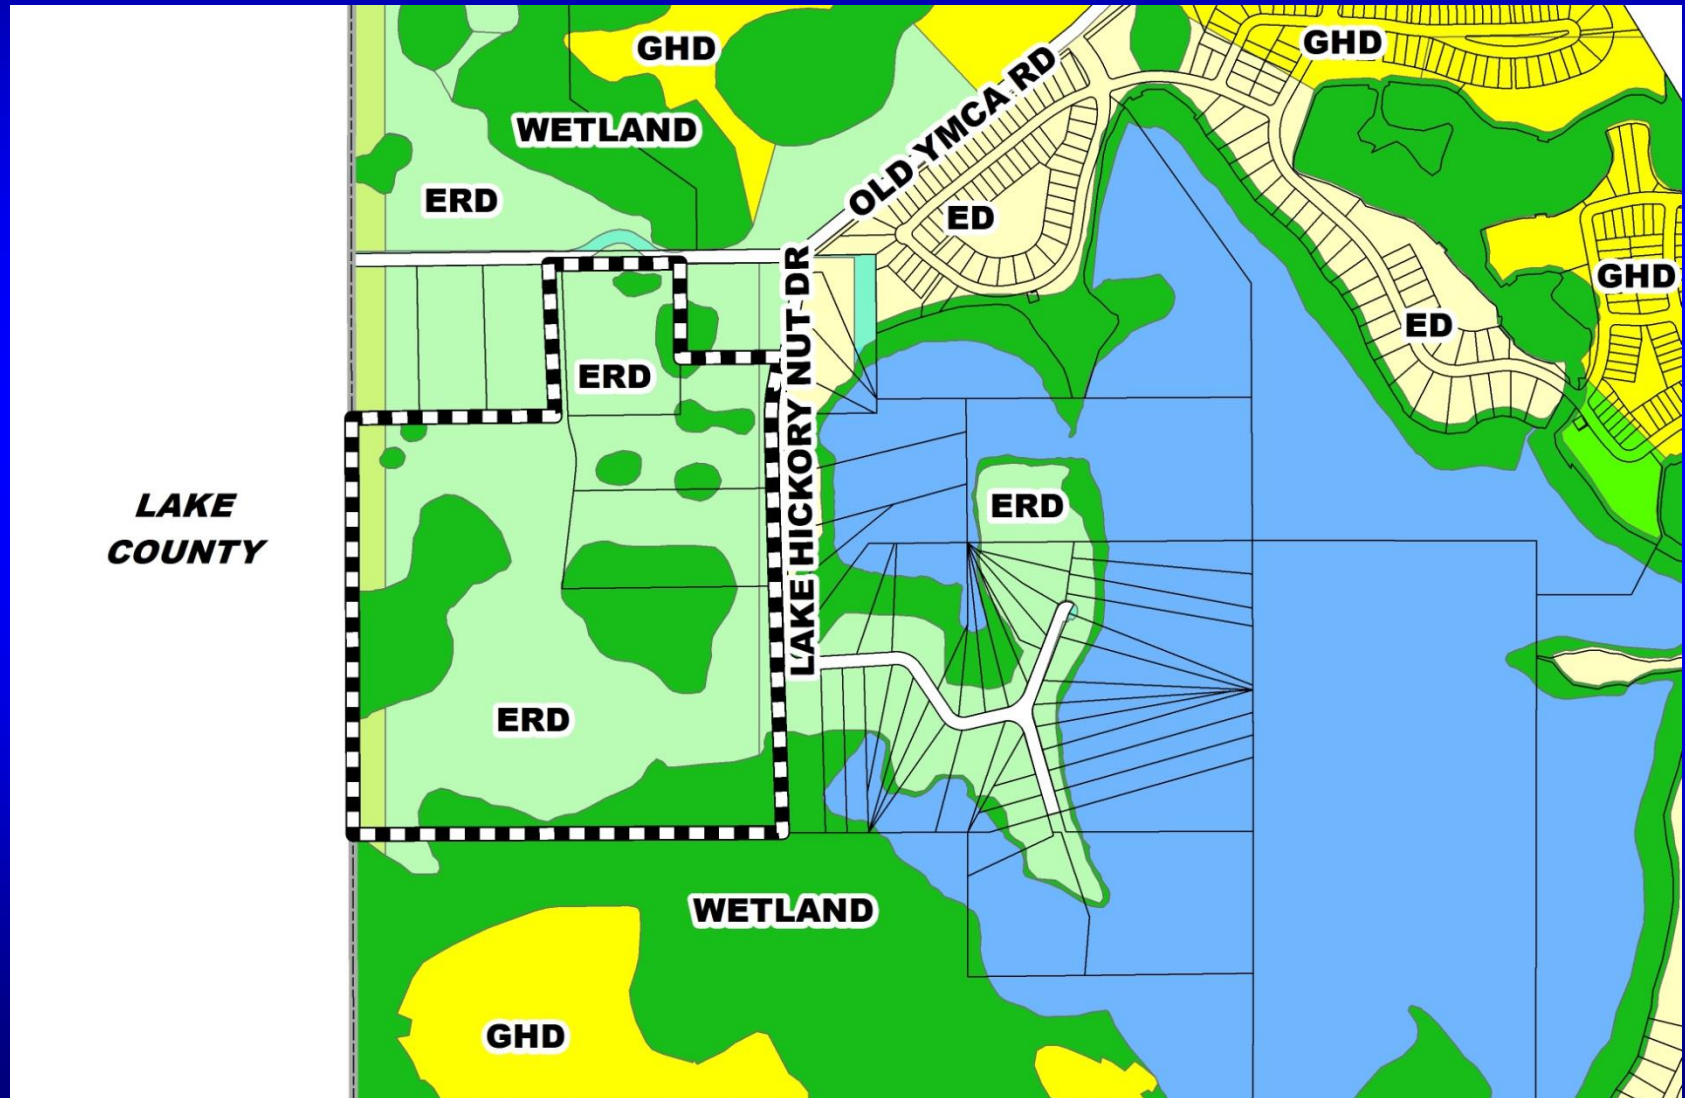 GHD
GHD
WETLAND
OLD YMCA RD
ERD
ED
GHD
ED
ERD
LAKE HICKORY NUT DR
LAKE
COUNTY
ERD
ERD
WETLAND
GHD